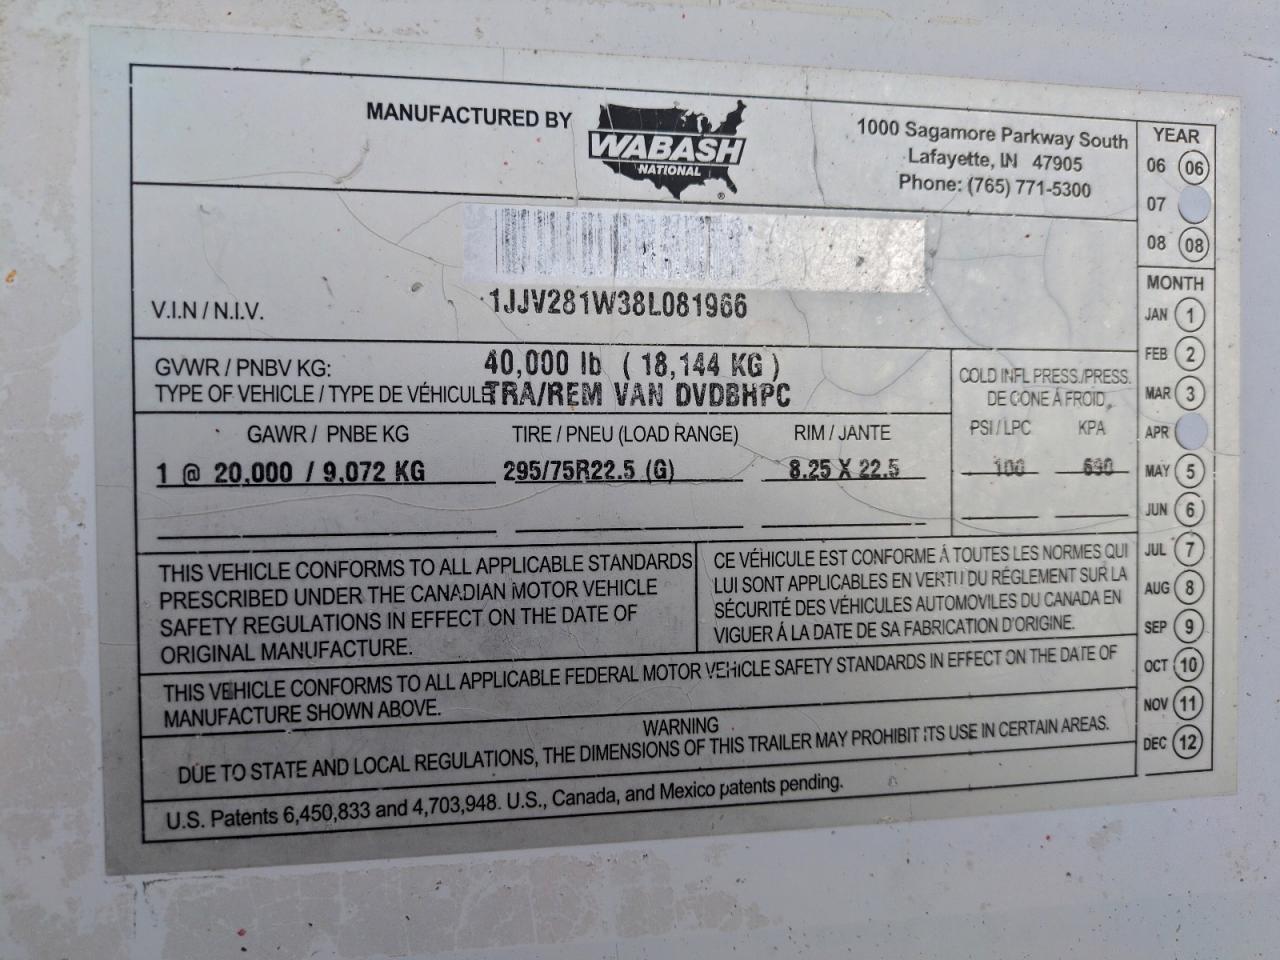 MANUFACTURED BY
WABASH
NATIONAL
®
1000 Sagamore Parkway South
Lafayette, IN 47905
Phone: (765) 771-5300
V.I.N / N.I.V.
1JJV281W38L081966
GVWR / PNBV KG: 40,000 lb ( 18,144 KG )
TYPE OF VEHICLE / TYPE DE VÉHICULE TRA/REM VAN DVDBHPC
GAWR / PNBE KG TIRE / PNEU (LOAD RANGE) RIM / JANTE
1 @ 20,000 / 9,072 KG 295/75R22.5 (G) 8.25 X 22.5
COLD INFL PRESS./PRESS.
DE CONE À FROID.
PSI / LPC KPA
100 690
THIS VEHICLE CONFORMS TO ALL APPLICABLE STANDARDS
PRESCRIBED UNDER THE CANADIAN MOTOR VEHICLE
SAFETY REGULATIONS IN EFFECT ON THE DATE OF
ORIGINAL MANUFACTURE.
CE VÉHICULE EST CONFORME À TOUTES LES NORMES QUI
LUI SONT APPLICABLES EN VERTU DU RÉGLEMENT SUR LA
SÉCURITÉ DES VÉHICULES AUTOMOVILES DU CANADA EN
VIGUER Á LA DATE DE SA FABRICATION D'ORIGINE.
THIS VEHICLE CONFORMS TO ALL APPLICABLE FEDERAL MOTOR VEHICLE SAFETY STANDARDS IN EFFECT ON THE DATE OF
MANUFACTURE SHOWN ABOVE.
WARNING
DUE TO STATE AND LOCAL REGULATIONS, THE DIMENSIONS OF THIS TRAILER MAY PROHIBIT ITS USE IN CERTAIN AREAS.
U.S. Patents 6,450,833 and 4,703,948. U.S., Canada, and Mexico patents pending.
YEAR
06 06
07
08 08
MONTH
JAN 1
FEB 2
MAR 3
APR
MAY 5
JUN 6
JUL 7
AUG 8
SEP 9
OCT 10
NOV 11
DEC 12